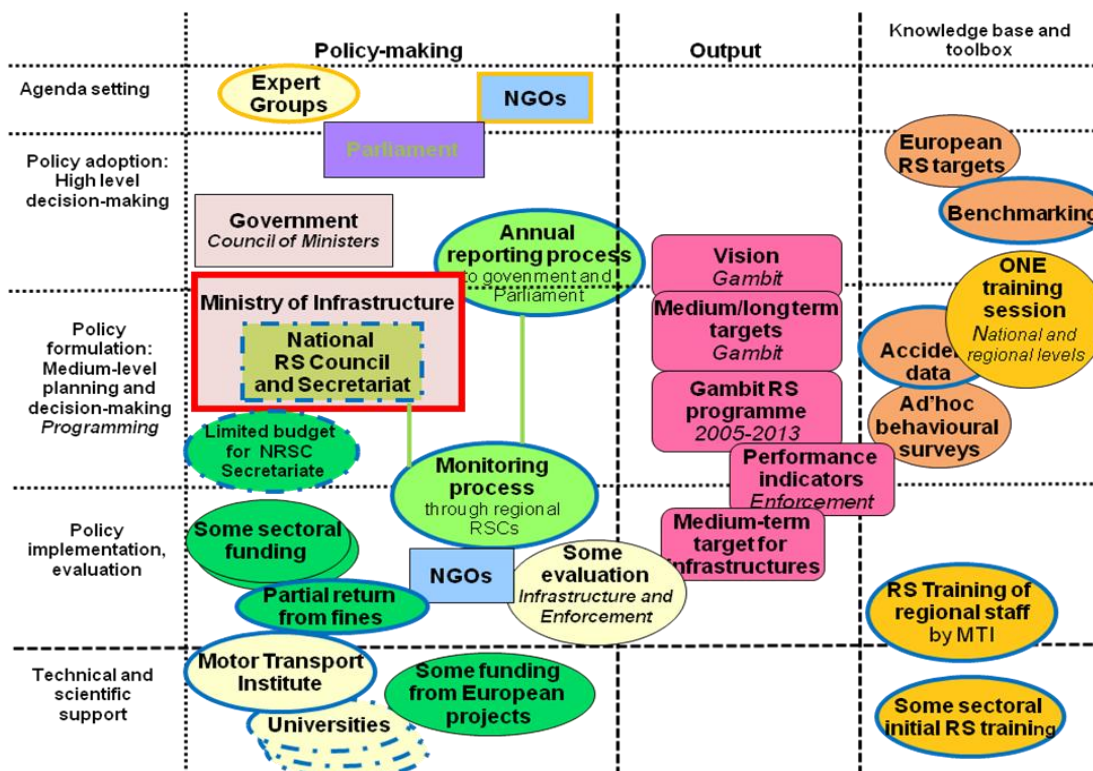 Policy-making
Output
Knowledge base and
toolbox
Agenda setting
Expert
Groups
NGOs
Policy adoption:
High level
decision-making
Parliament
Government
Council of Ministers
Annual
reporting process
to govenment and
Parliament
Vision
Gambit
European
RS targets
Benchmarking
Policy
formulation:
Medium-level
planning and
decision-making
Programming
Ministry of Infrastructure
National
RS Council
and Secretariat
Limited budget
for NRSC
Secretariate
Monitoring
process
through regional
RSCs
Medium/long term
targets
Gambit
Gambit RS
programme
2005-2013
Performance
indicators
Enforcement
ONE
training
session
National and
regional levels
data
Ad'hoc
behavioural
surveys
Policy
implementation,
evaluation
Some sectoral
funding
Partial return
from fines
NGOs
Some
evaluation
Infrastructure and
Enforcement
Medium-term
target for
infrastructures
RS Training of
regional staff
by MTI
Technical and
scientific
support
Motor Transport
Institute
Universities
Some funding
from European
projects
Some sectoral
initial RS training